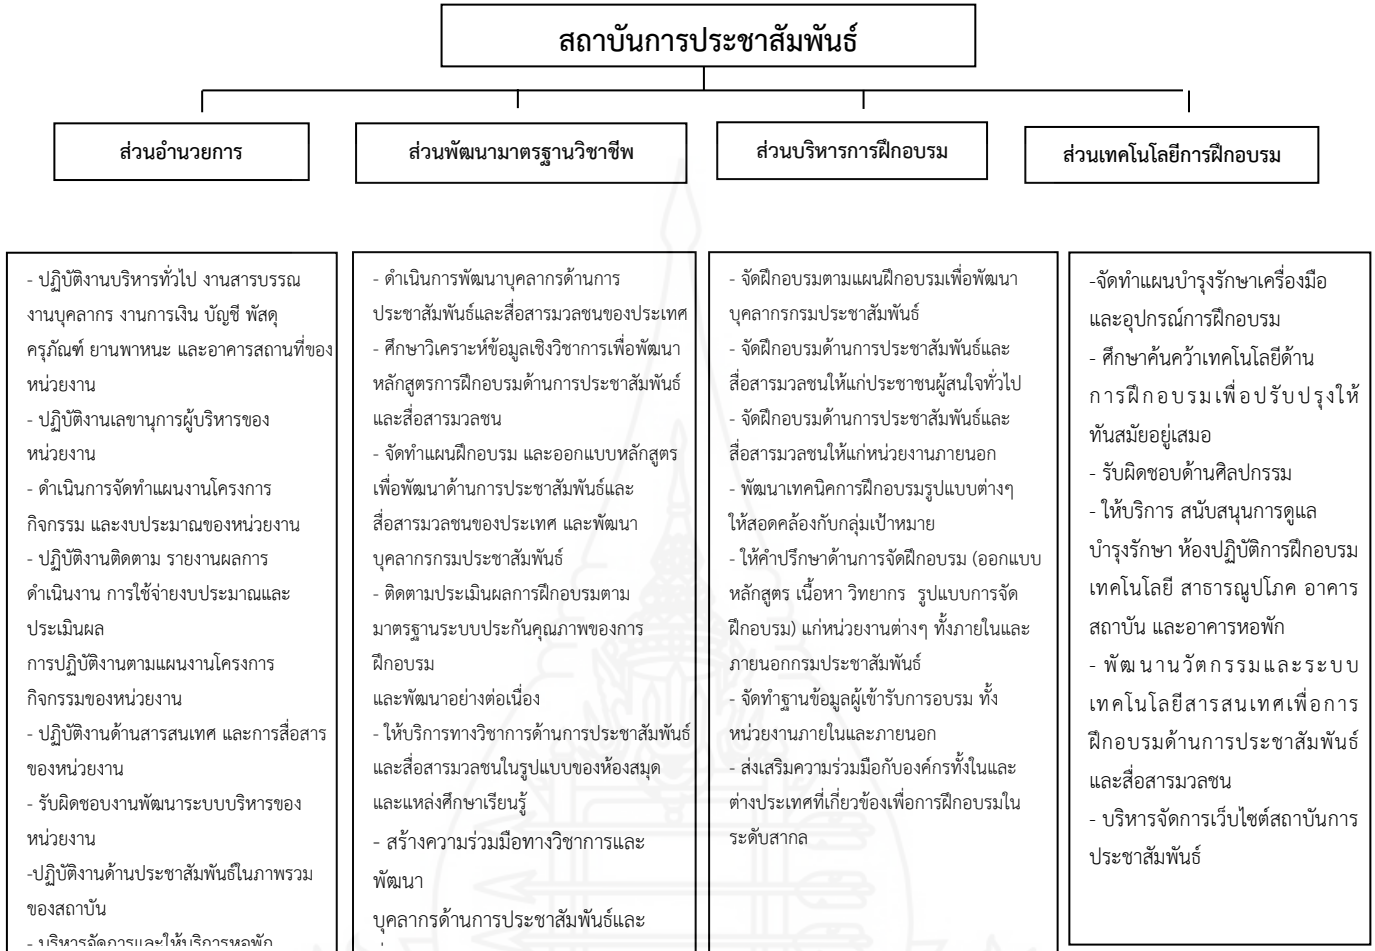 สถาบันการประชาสัมพันธ์
ส่วนอำนวยการ
ส่วนพัฒนามาตรฐานวิชาชีพ
ส่วนบริหารการฝึกอบรม
ส่วนเทคโนโลยีการฝึกอบรม
- ปฏิบัติงานบริหารทั่วไป งานสารบรรณ
งานบุคลากร งานการเงิน บัญชี พัสดุ
ครุภัณฑ์ ยานพาหนะ และอาคารสถานที่ของ
หน่วยงาน
- ปฏิบัติงานเลขานุการผู้บริหารของ
หน่วยงาน
- ดำเนินการจัดทำแผนงานโครงการ
กิจกรรม และงบประมาณของหน่วยงาน
- ปฏิบัติงานติดตาม รายงานผลการ
ดำเนินงาน การใช้จ่ายงบประมาณและ
ประเมินผล
การปฏิบัติงานตามแผนงานโครงการ
กิจกรรมของหน่วยงาน
- ปฏิบัติงานด้านสารสนเทศ และการสื่อสาร
ของหน่วยงาน
- รับผิดชอบงานพัฒนาระบบบริหารของ
หน่วยงาน
-ปฏิบัติงานด้านประชาสัมพันธ์ในภาพรวม
ของสถาบัน
- บริหารจัดการและให้บริการหอพัก
- ดำเนินการพัฒนาบุคลากรด้านการ
ประชาสัมพันธ์และสื่อสารมวลชนของประเทศ
- ศึกษาวิเคราะห์ข้อมูลเชิงวิชาการเพื่อพัฒนา
หลักสูตรการฝึกอบรมด้านการประชาสัมพันธ์
และสื่อสารมวลชน
- จัดทำแผนฝึกอบรม และออกแบบหลักสูตร
เพื่อพัฒนาด้านการประชาสัมพันธ์และ
สื่อสารมวลชนของประเทศ และพัฒนา
บุคลากรกรมประชาสัมพันธ์
- ติดตามประเมินผลการฝึกอบรมตาม
มาตรฐานระบบประกันคุณภาพของการ
ฝึกอบรม
และพัฒนาอย่างต่อเนื่อง
- ให้บริการทางวิชาการด้านการประชาสัมพันธ์
และสื่อสารมวลชนในรูปแบบของห้องสมุด
และแหล่งศึกษาเรียนรู้
- สร้างความร่วมมือทางวิชาการและ
พัฒนา
บุคลากรด้านการประชาสัมพันธ์และ
- จัดฝึกอบรมตามแผนฝึกอบรมเพื่อพัฒนา
บุคลากรกรมประชาสัมพันธ์
- จัดฝึกอบรมด้านการประชาสัมพันธ์และ
สื่อสารมวลชนให้แก่ประชาชนผู้สนใจทั่วไป
- จัดฝึกอบรมด้านการประชาสัมพันธ์และ
สื่อสารมวลชนให้แก่หน่วยงานภายนอก
- พัฒนาเทคนิคการฝึกอบรมรูปแบบต่างๆ
ให้สอดคล้องกับกลุ่มเป้าหมาย
- ให้คำปรึกษาด้านการจัดฝึกอบรม (ออกแบบ
หลักสูตร เนื้อหา วิทยากร รูปแบบการจัด
ฝึกอบรม) แก่หน่วยงานต่างๆ ทั้งภายในและ
ภายนอกกรมประชาสัมพันธ์
- จัดทำฐานข้อมูลผู้เข้ารับการอบรม ทั้ง
หน่วยงานภายในและภายนอก
- ส่งเสริมความร่วมมือกับองค์กรทั้งในและ
ต่างประเทศที่เกี่ยวข้องเพื่อการฝึกอบรมใน
ระดับสากล
-จัดทำแผนบำรุงรักษาเครื่องมือ
และอุปกรณ์การฝึกอบรม
- ศึกษาค้นคว้าเทคโนโลยีด้าน
การฝึกอบรมเพื่อปรับปรุงให้
ทันสมัยอยู่เสมอ
- รับผิดชอบด้านศิลปกรรม
- ให้บริการ สนับสนุนการดูแล
บำรุงรักษา ห้องปฏิบัติการฝึกอบรม
เทคโนโลยี สาธารณูปโภค อาคาร
สถาบัน และอาคารหอพัก
- พัฒนานวัตกรรมและระบบ
เทคโนโลยีสารสนเทศเพื่อการ
ฝึกอบรมด้านการประชาสัมพันธ์
และสื่อสารมวลชน
- บริหารจัดการเว็บไซต์สถาบันการ
ประชาสัมพันธ์